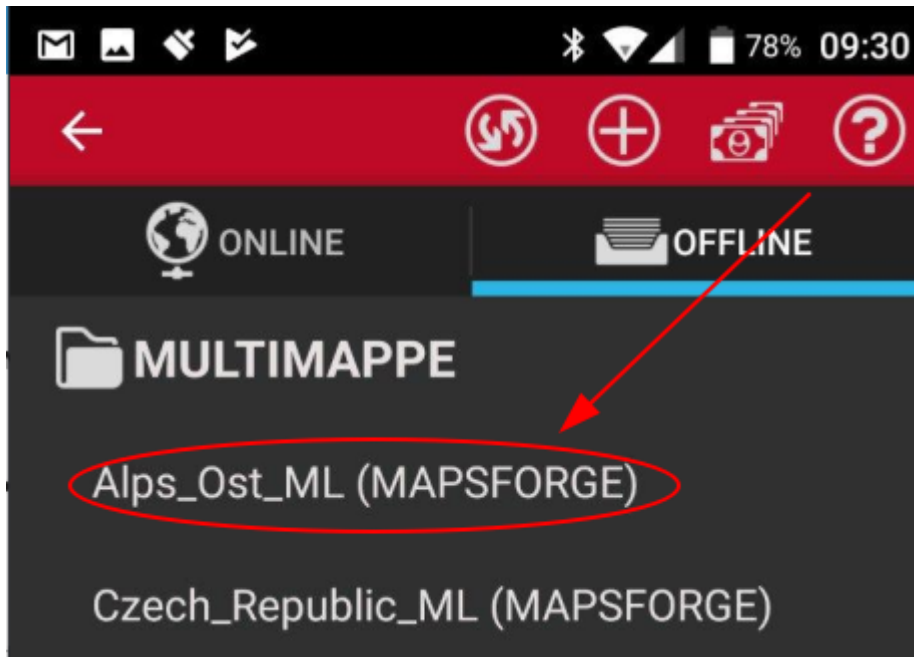 78% 09:30
ONLINE OFFLINE
MULTIMAPPE
Alps_Ost_ML (MAPSFORGE)
Czech_Republic_ML (MAPSFORGE)